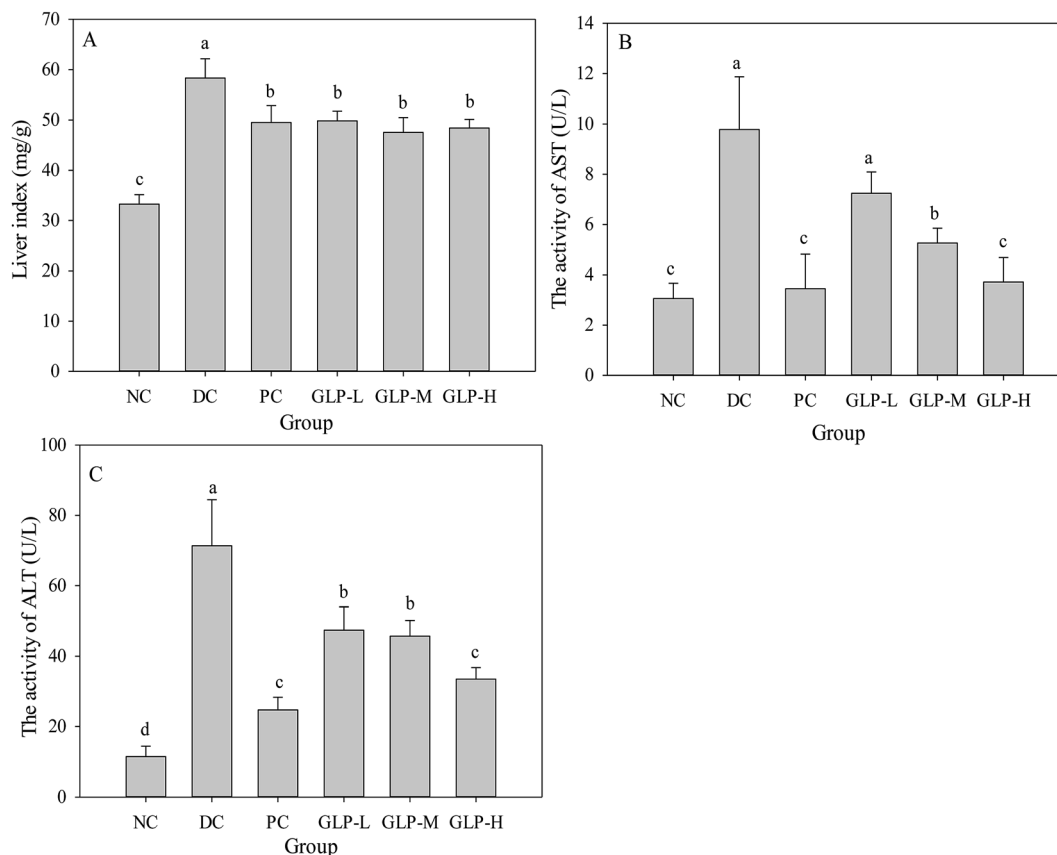 A
Liver index (mg/g)
70
60
50
40
30
20
10
0
c
a
b
b
b
b
NC DC PC GLP-L GLP-M GLP-H
Group
B
The activity of AST (U/L)
14
12
10
8
6
4
2
0
c
a
c
a
b
c
NC DC PC GLP-L GLP-M GLP-H
Group
C
The activity of ALT (U/L)
100
80
60
40
20
0
d
a
c
b
b
c
NC DC PC GLP-L GLP-M GLP-H
Group